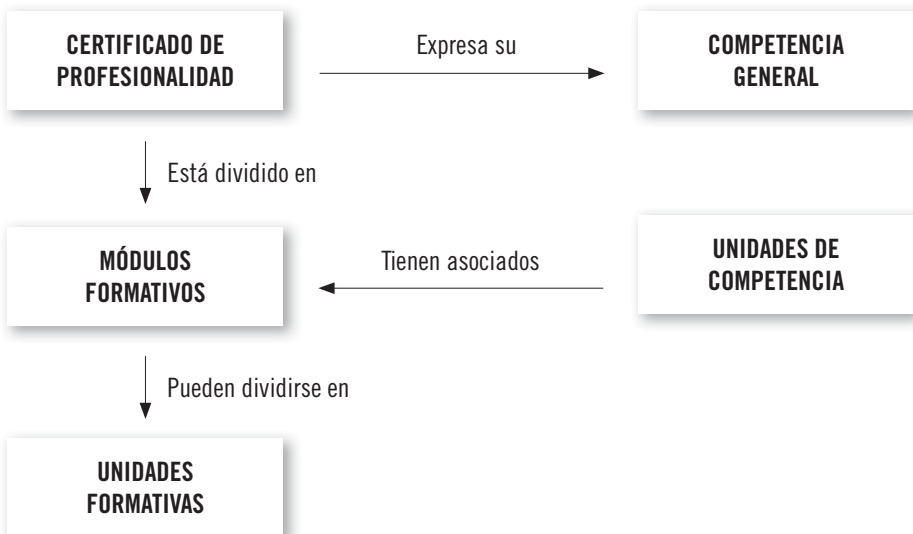 CERTIFICADO DE
PROFESIONALIDAD
Expresa su
COMPETENCIA
GENERAL
Está dividido en
MÓDULOS
FORMATIVOS
Tienen asociados
UNIDADES DE
COMPETENCIA
Pueden dividirse en
UNIDADES
FORMATIVAS